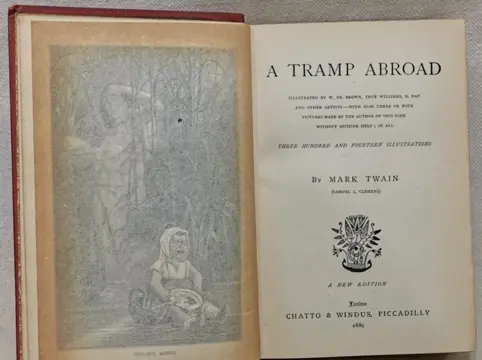 A TRAMP ABROAD
ILLUSTRATED BY W. FR. BROWN, TRUE WILLIAMS, B. DAY
AND OTHER ARTISTS—WITH ALSO THREE OR FOUR
PICTURES MADE BY THE AUTHOR OF THIS BOOK
WITHOUT OUTSIDE HELP; IN ALL
THREE HUNDRED AND FOURTEEN ILLUSTRATIONS
BY MARK TWAIN
(SAMUEL L. CLEMENS)
A NEW EDITION
London
CHATTO & WINDUS, PICCADILLY